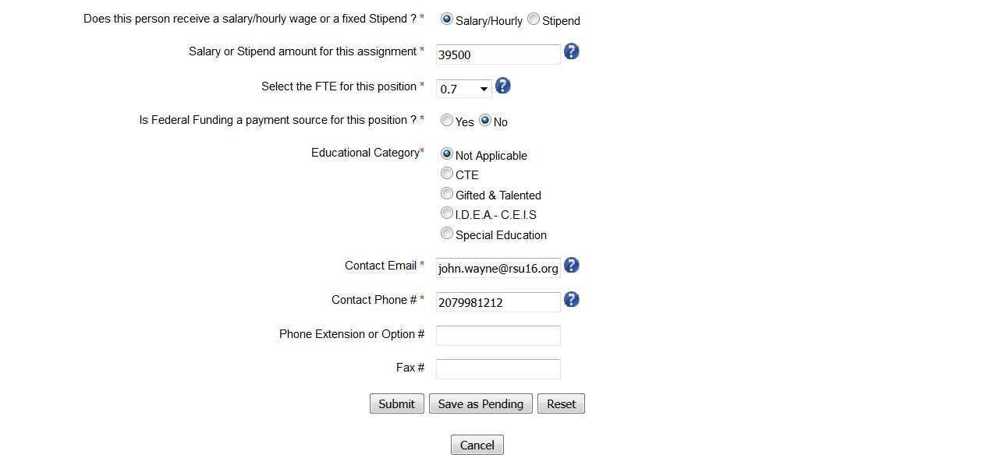 Does this person receive a salary/hourly wage or a fixed Stipend ? * Salary/Hourly Stipend
Salary or Stipend amount for this assignment * 39500 ?
Select the FTE for this position * 0.7 ?
Is Federal Funding a payment source for this position ? * Yes No
Educational Category* Not Applicable
CTE
Gifted & Talented
I.D.E.A.- C.E.I.S
Special Education
Contact Email * john.wayne@rsu16.org ?
Contact Phone # * 2079981212 ?
Phone Extension or Option #
Fax #
Submit Save as Pending Reset
Cancel